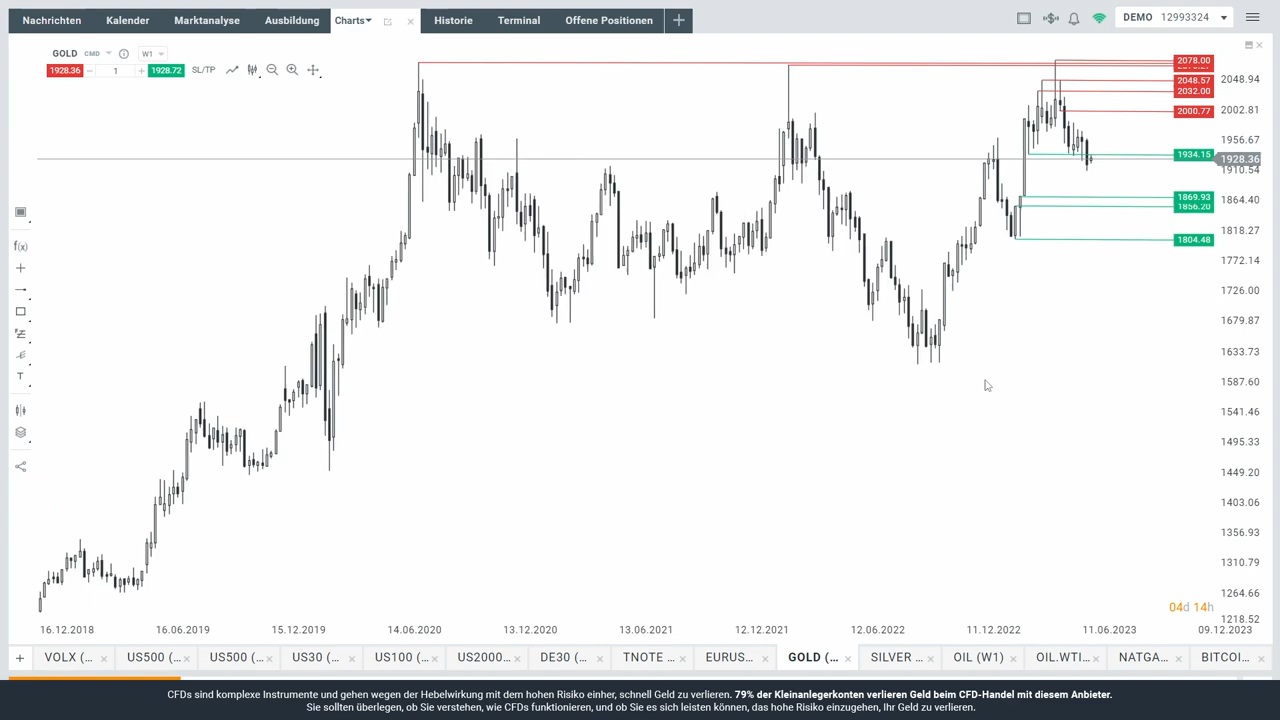 Nachrichten Kalender Marktanalyse Ausbildung Charts Historie Terminal Offene Positionen
DEMO 12993324
GOLD CMD W1
1928.36 1 1928.72 SL/TP
2078.00
2048.57
2032.00
2000.77
1934.15
1869.93
1856.20
1804.48
2048.94
2002.81
1956.67
1928.36
1910.54
1864.40
1818.27
1772.14
1726.00
1679.87
1633.73
1587.60
1541.46
1495.33
1449.20
1403.06
1356.93
1310.79
1264.66
1218.52
f(x)
T
04d 14h
16.12.2018 16.06.2019 15.12.2019 14.06.2020 13.12.2020 13.06.2021 12.12.2021 12.06.2022 11.12.2022 11.06.2023 09.12.2023
VOLX (... US500 (... US500 (... US30 (... US100 (... US2000... DE30 (... TNOTE ... EURUS... GOLD (... SILVER ... OIL (W1) OIL.WTI... NATGA... BITCOI...
CFDs sind komplexe Instrumente und gehen wegen der Hebelwirkung mit dem hohen Risiko einher, schnell Geld zu verlieren. 79% der Kleinanlegerkonten verlieren Geld beim CFD-Handel mit diesem Anbieter.
Sie sollten überlegen, ob Sie verstehen, wie CFDs funktionieren, und ob Sie es sich leisten können, das hohe Risiko einzugehen, Ihr Geld zu verlieren.